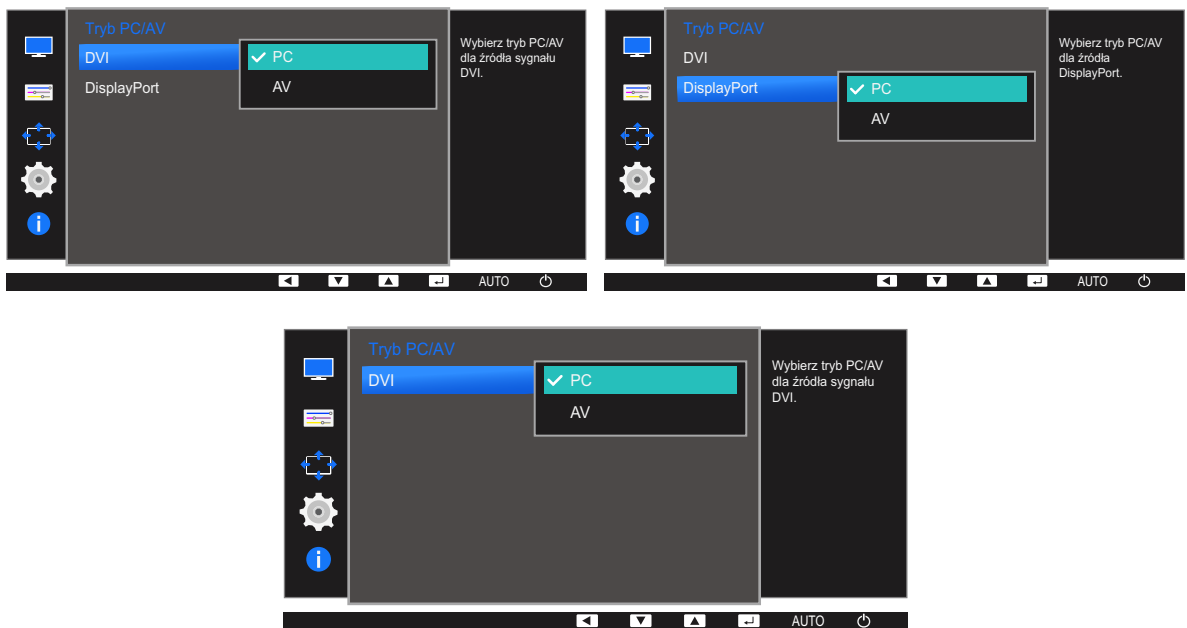 Tryb PC/AV
DVI
PC
DisplayPort
AV
Wybierz tryb PC/AV
dla źródła sygnału
DVI.
AUTO
Tryb PC/AV
DVI
DisplayPort
PC
AV
Wybierz tryb PC/AV
dla źródła
DisplayPort.
AUTO
Tryb PC/AV
DVI
PC
AV
Wybierz tryb PC/AV
dla źródła sygnału
DVI.
AUTO